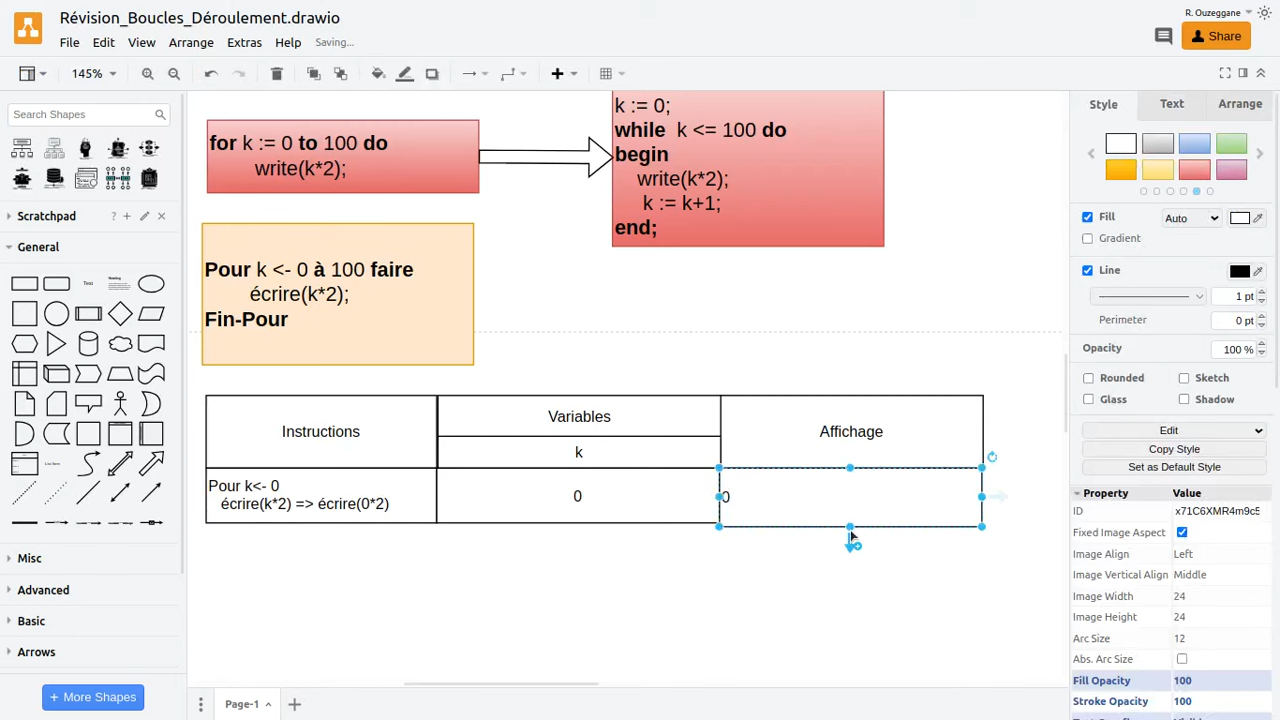 Révision_Boucles_Déroulement.drawio
R. Ouzeggane
File Edit View Arrange Extras Help Saving...
Share
145%
Search Shapes
Scratchpad
?
General
Text
Heading
List Item
Misc
Advanced
Basic
Arrows
+ More Shapes
for k := 0 to 100 do
write(k*2);
k := 0;
while k <= 100 do
begin
write(k*2);
k := k+1;
end;
Pour k <- 0 à 100 faire
écrire(k*2);
Fin-Pour
Instructions
Variables
k
Affichage
Pour k<- 0
écrire(k*2) => écrire(0*2)
0
0
Page-1
Style Text Arrange
Fill Auto
Gradient
Line
1 pt
Perimeter 0 pt
Opacity 100 %
Rounded Sketch
Glass Shadow
Edit
Copy Style
Set as Default Style
Property Value
ID x71C6XMR4m9c5
Fixed Image Aspect
Image Align Left
Image Vertical Align Middle
Image Width 24
Image Height 24
Arc Size 12
Abs. Arc Size
Fill Opacity 100
Stroke Opacity 100